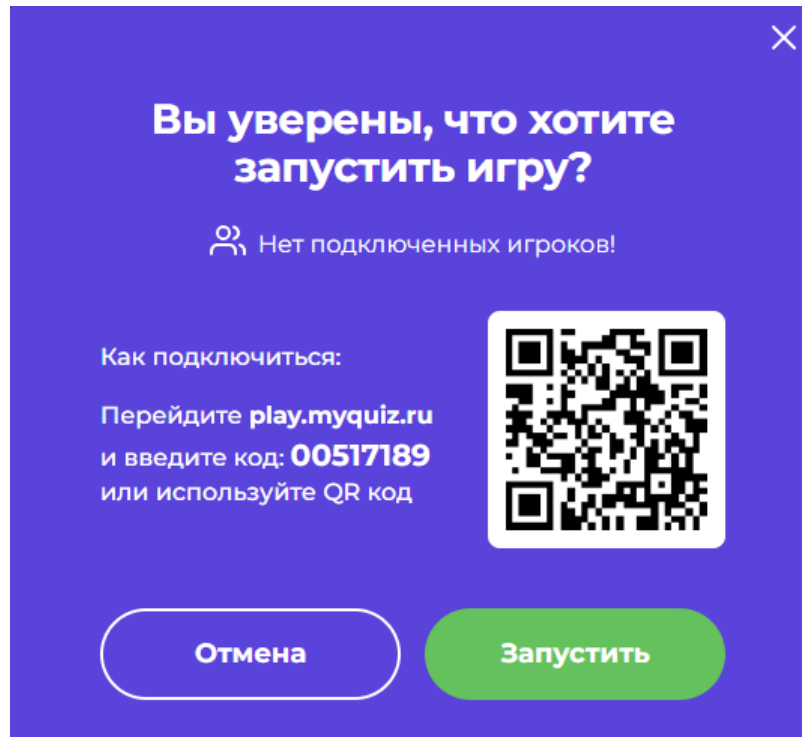 Вы уверены, что хотите
запустить игру?
Нет подключенных игроков!
Как подключиться:
Перейдите play.myquiz.ru
и введите код: 00517189
или используйте QR код
Отмена
Запустить